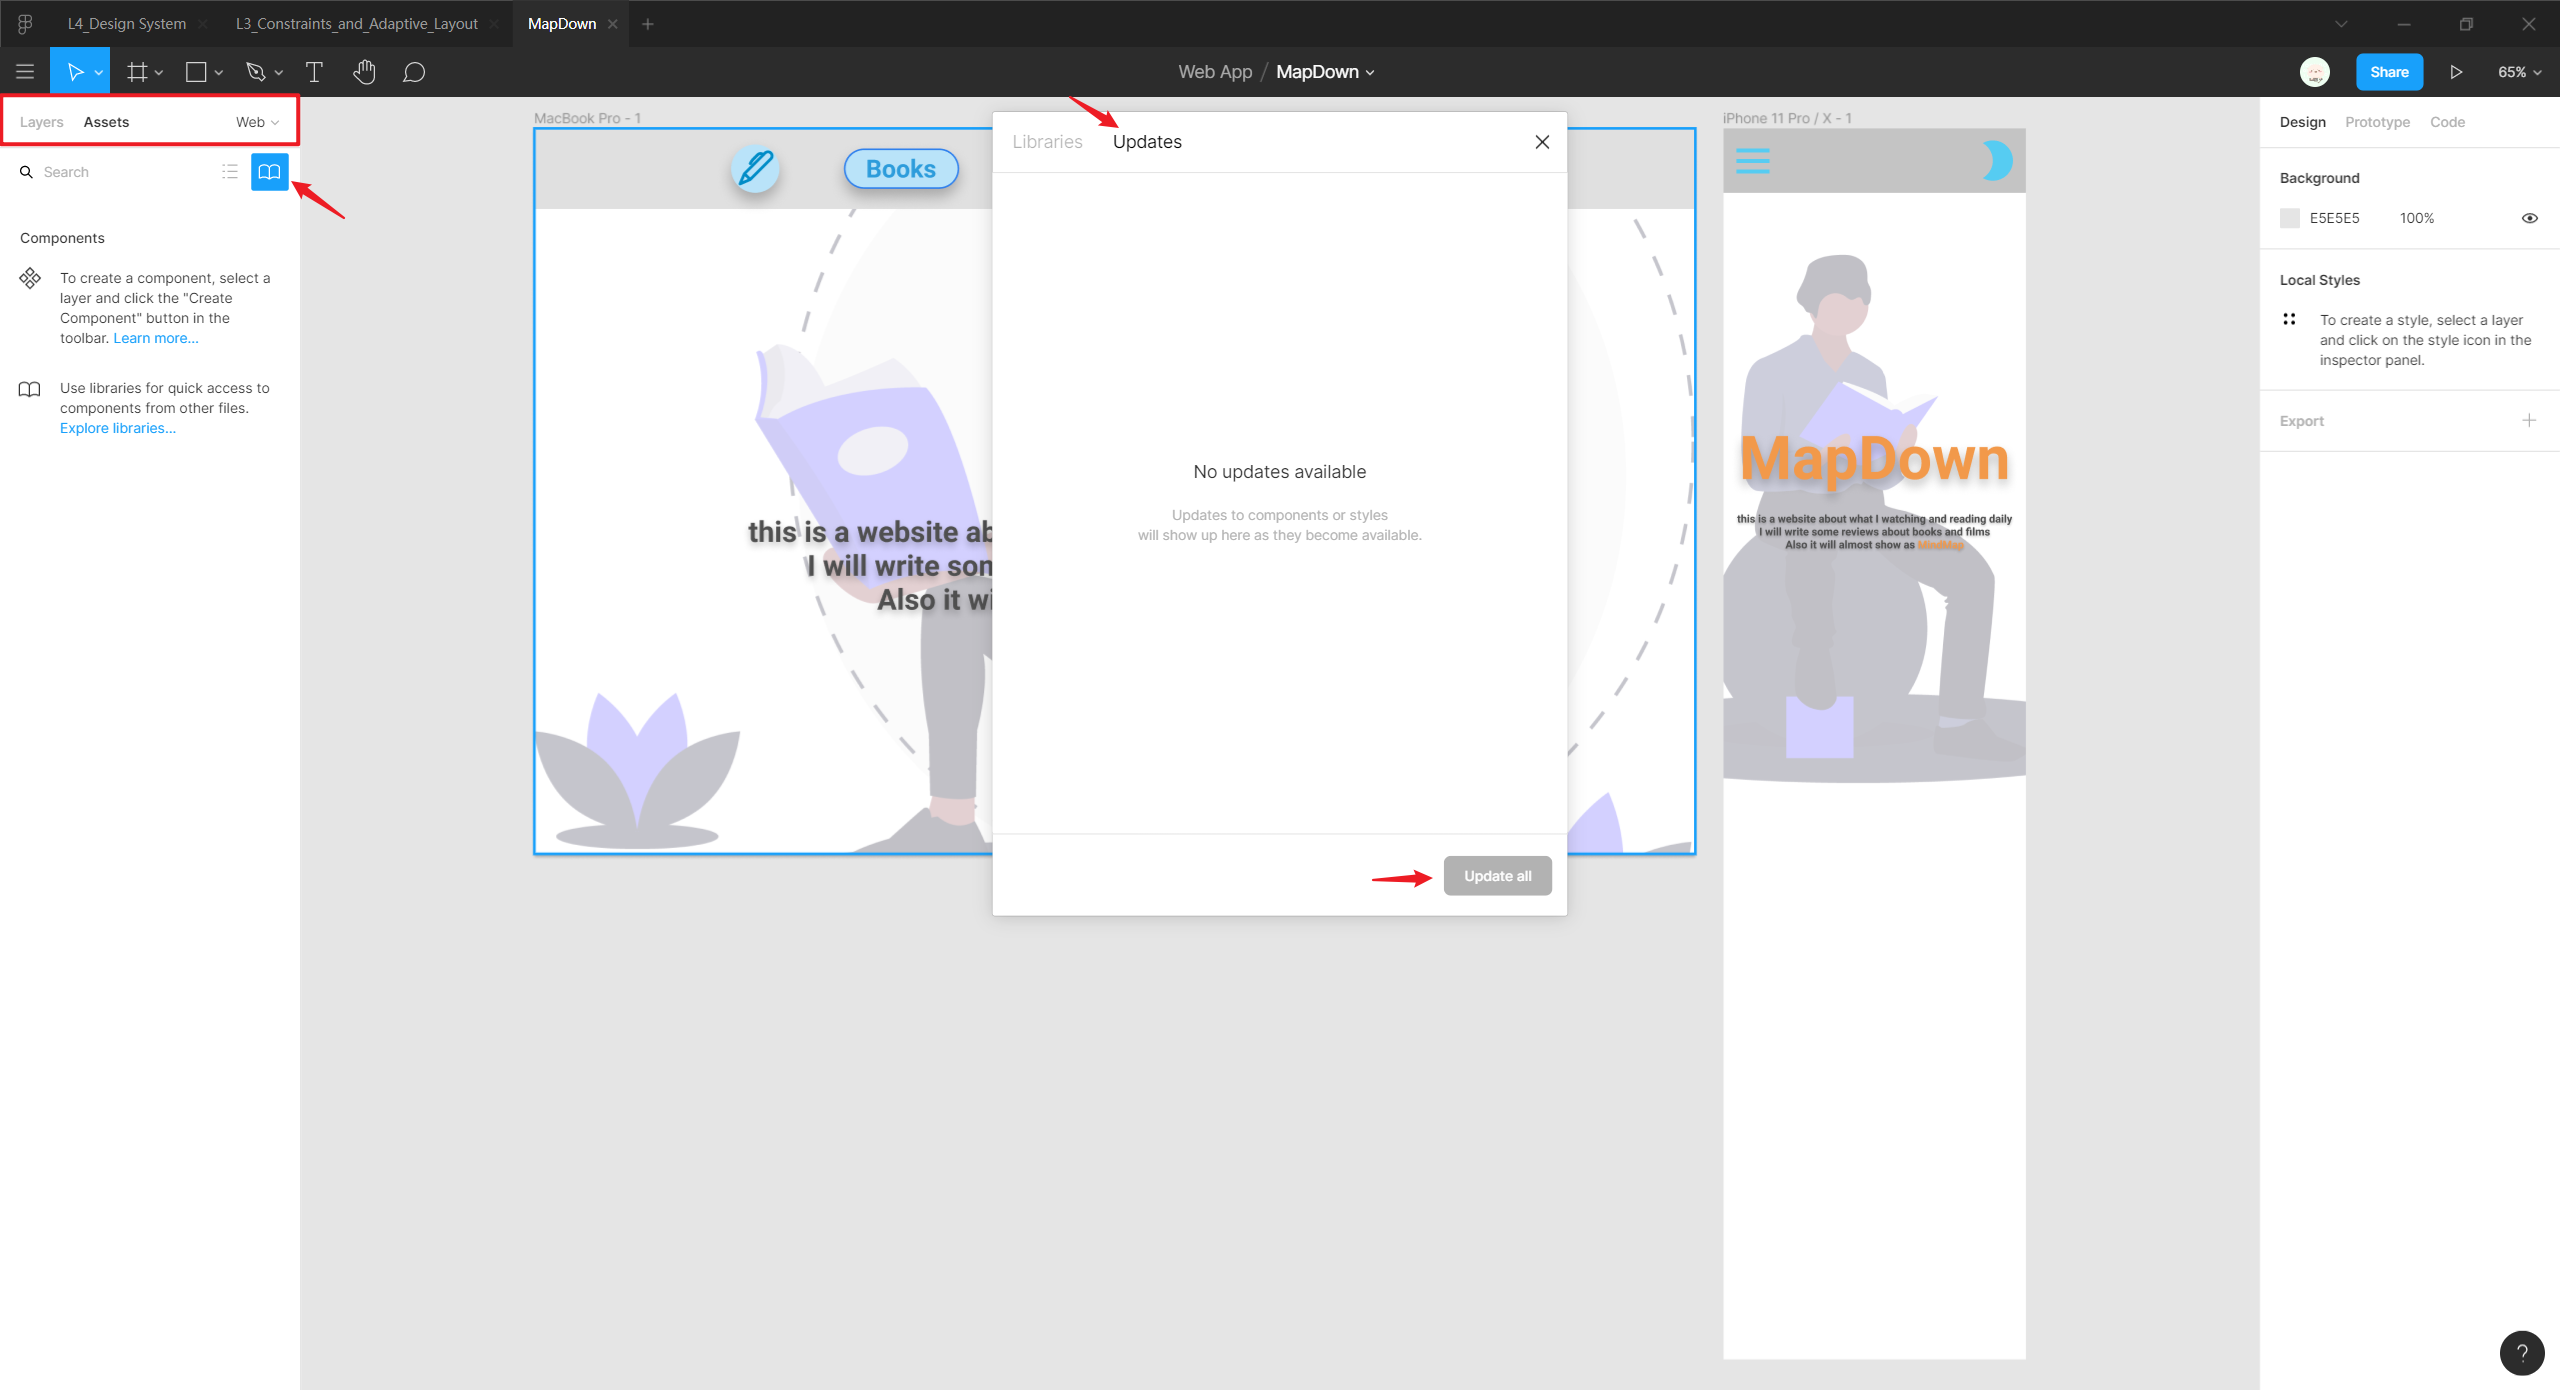 L4_Design System
L3_Constraints_and_Adaptive_Layout
MapDown
Web App / MapDown
Share
65%
Layers
Assets
Web
Search
Components
To create a component, select a
layer and click the "Create
Component" button in the
toolbar. Learn more...
Use libraries for quick access to
components from other files.
Explore libraries...
MacBook Pro - 1
Books
this is a website ab
I will write son
Also it wi
Libraries
Updates
No updates available
Updates to components or styles
will show up here as they become available.
Update all
iPhone 11 Pro / X - 1
MapDown
this is a website about what I watching and reading daily
I will write some reviews about books and films
Also it will almost show as MindMap
Design
Prototype
Code
Background
E5E5E5
100%
Local Styles
To create a style, select a layer
and click on the style icon in the
inspector panel.
Export
?